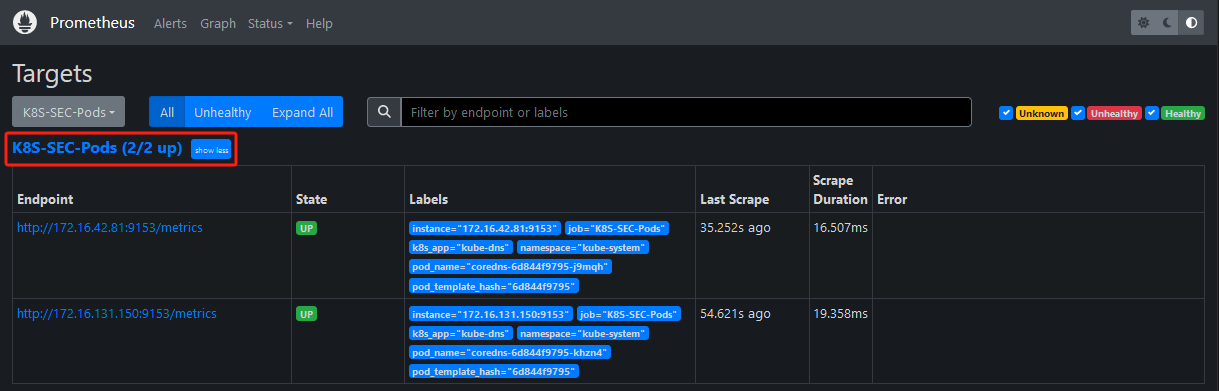 Prometheus Alerts Graph Status Help
Targets
K8S-SEC-Pods All Unhealthy Expand All Filter by endpoint or labels Unknown Unhealthy Healthy
K8S-SEC-Pods (2/2 up) show less
Endpoint State Labels Last Scrape Scrape Duration Error
http://172.16.42.81:9153/metrics UP instance="172.16.42.81:9153" job="K8S-SEC-Pods" 35.252s ago 16.507ms
k8s_app="kube-dns" namespace="kube-system"
pod_name="coredns-6d844f9795-j9mqh"
pod_template_hash="6d844f9795"
http://172.16.131.150:9153/metrics UP instance="172.16.131.150:9153" job="K8S-SEC-Pods" 54.621s ago 19.358ms
k8s_app="kube-dns" namespace="kube-system"
pod_name="coredns-6d844f9795-khzn4"
pod_template_hash="6d844f9795"